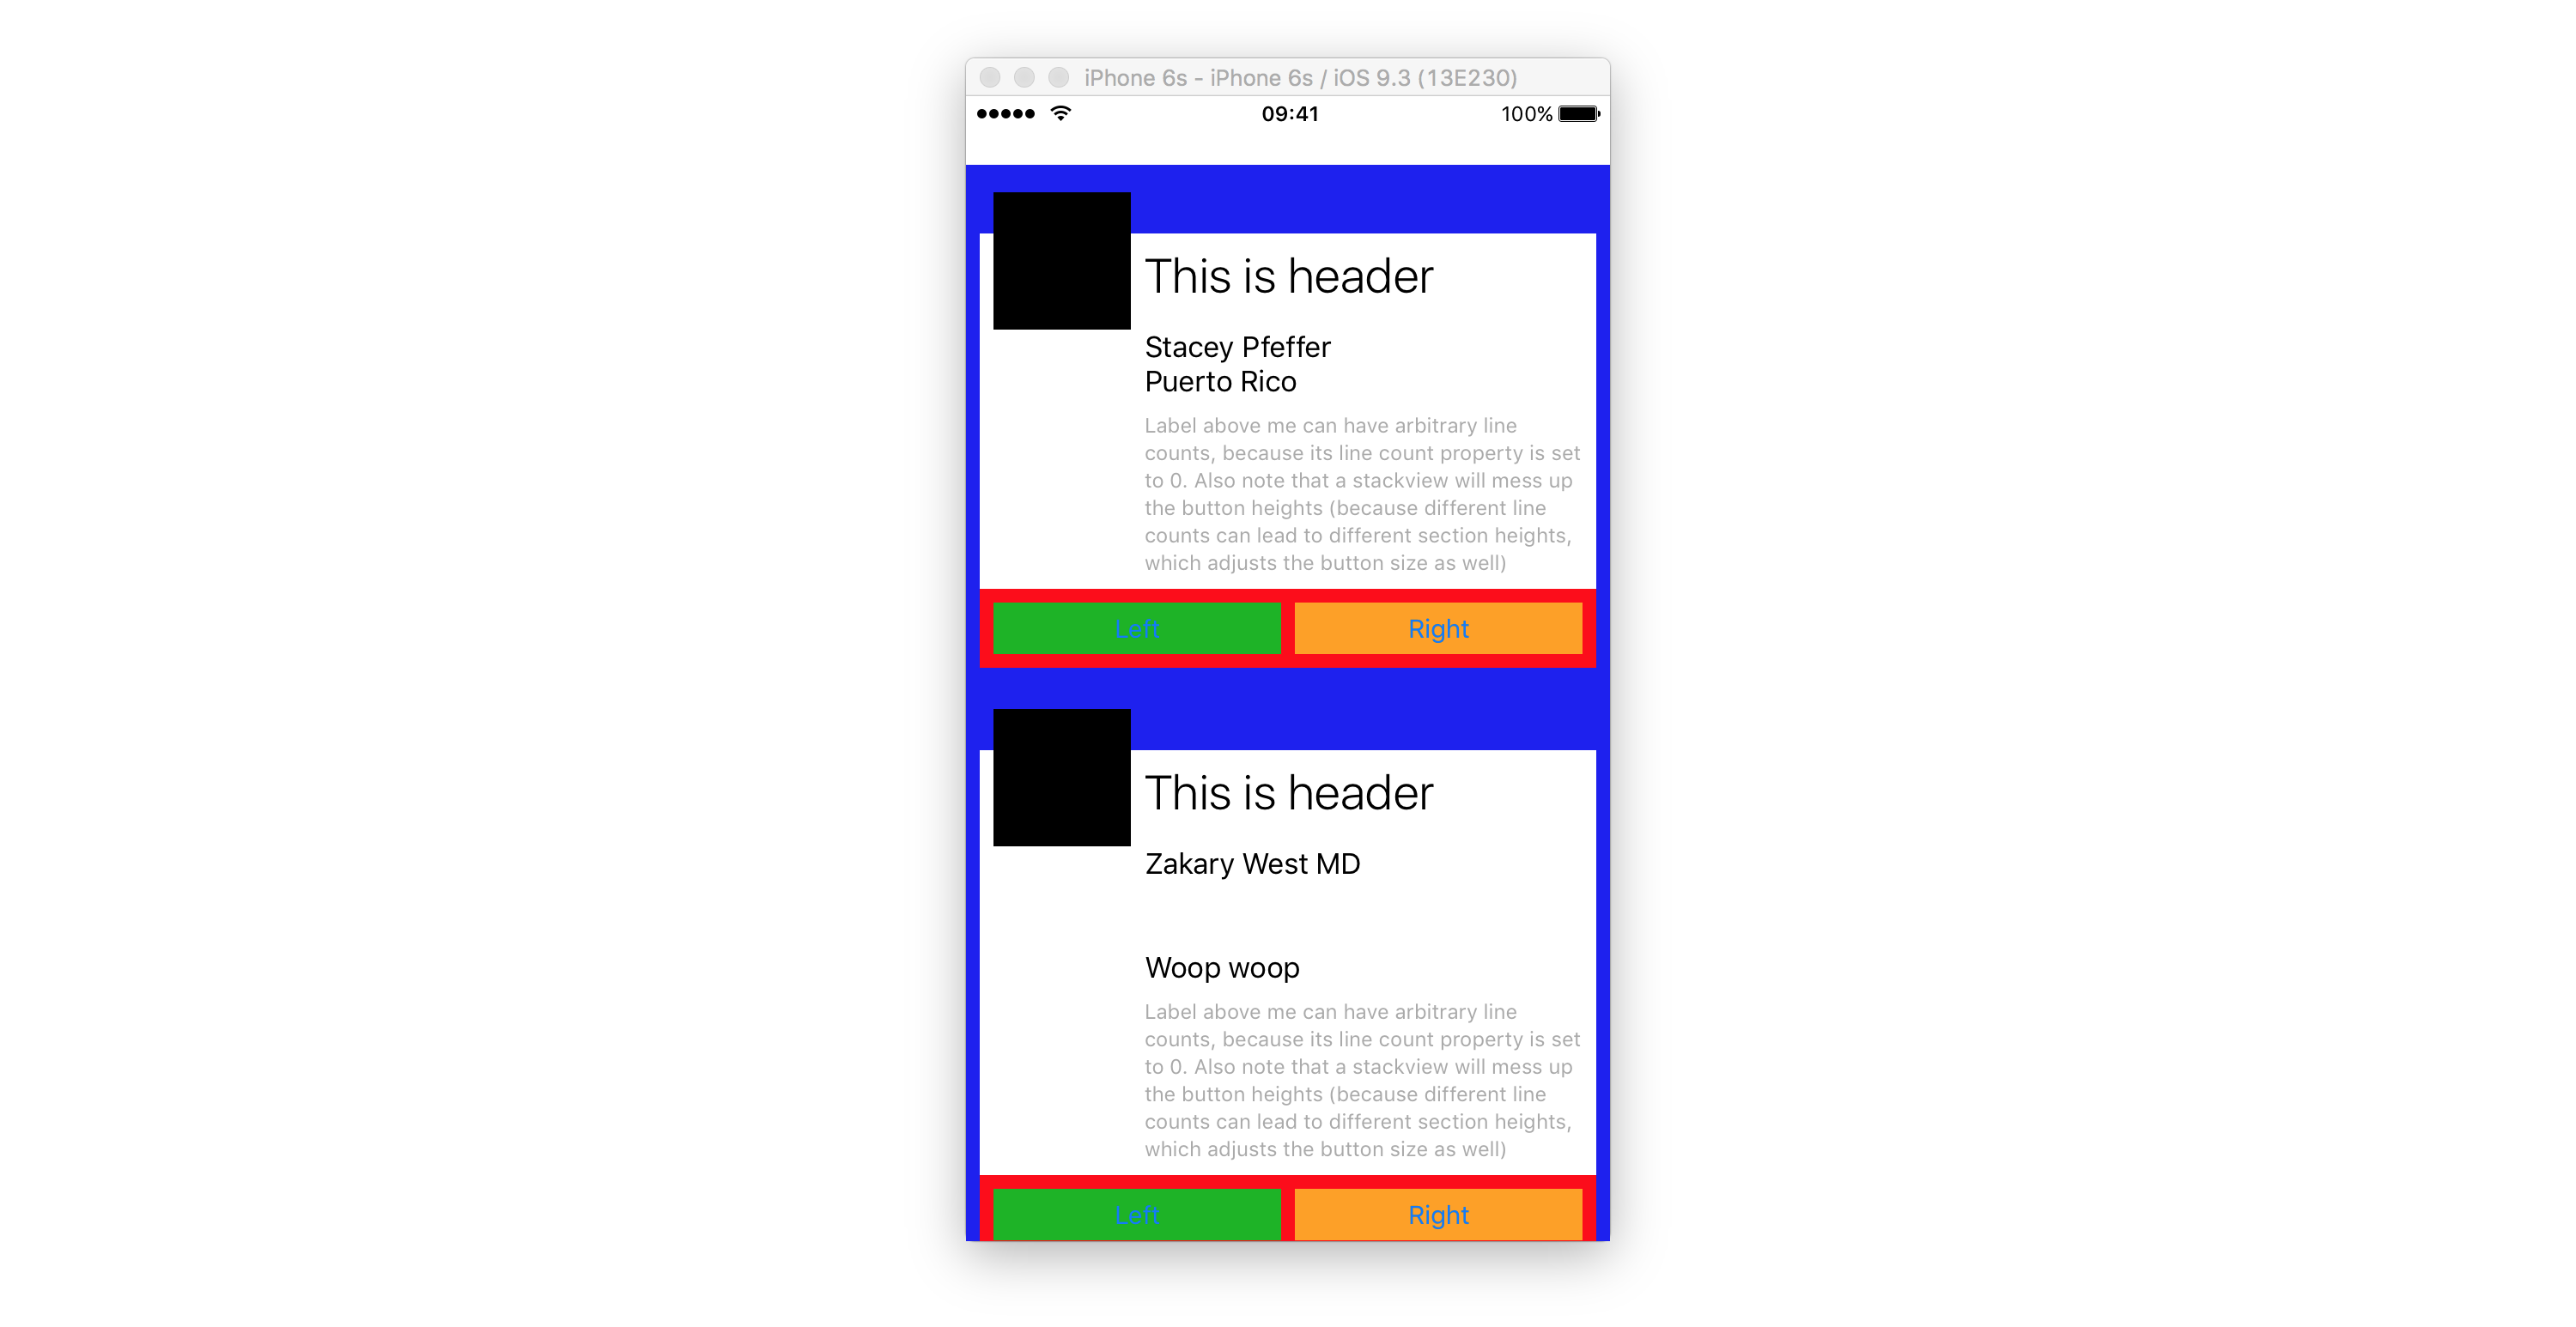 iPhone 6s - iPhone 6s / iOS 9.3 (13E230)
09:41
100%
This is header
Stacey Pfeffer
Puerto Rico
Label above me can have arbitrary line
counts, because its line count property is set
to 0. Also note that a stackview will mess up
the button heights (because different line
counts can lead to different section heights,
which adjusts the button size as well)
Left
Right
This is header
Zakary West MD
Woop woop
Label above me can have arbitrary line
counts, because its line count property is set
to 0. Also note that a stackview will mess up
the button heights (because different line
counts can lead to different section heights,
which adjusts the button size as well)
Left
Right